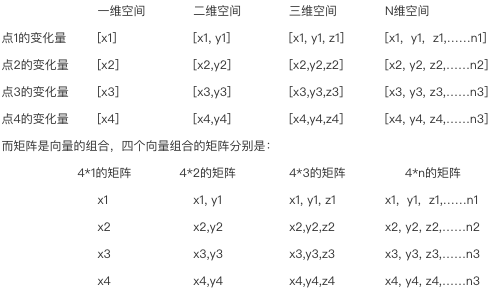 一维空间 二维空间 三维空间 N维空间
点1的变化量 [x1] [x1, y1] [x1, y1, z1] [x1, y1, z1,……n1]
点2的变化量 [x2] [x2,y2] [x2,y2,z2] [x2, y2, z2,……n2]
点3的变化量 [x3] [x3,y3] [x3,y3,z3] [x3, y3, z3,……n3]
点4的变化量 [x4] [x4,y4] [x4,y4,z4] [x4, y4, z4,……n3]
而矩阵是向量的组合，四个向量组合的矩阵分别是：
4*1的矩阵 4*2的矩阵 4*3的矩阵 4*n的矩阵
x1 x1, y1 x1, y1, z1 x1, y1, z1,……n1
x2 x2,y2 x2,y2,z2 x2, y2, z2,……n2
x3 x3,y3 x3,y3,z3 x3, y3, z3,……n3
x4 x4,y4 x4,y4,z4 x4, y4, z4,……n3